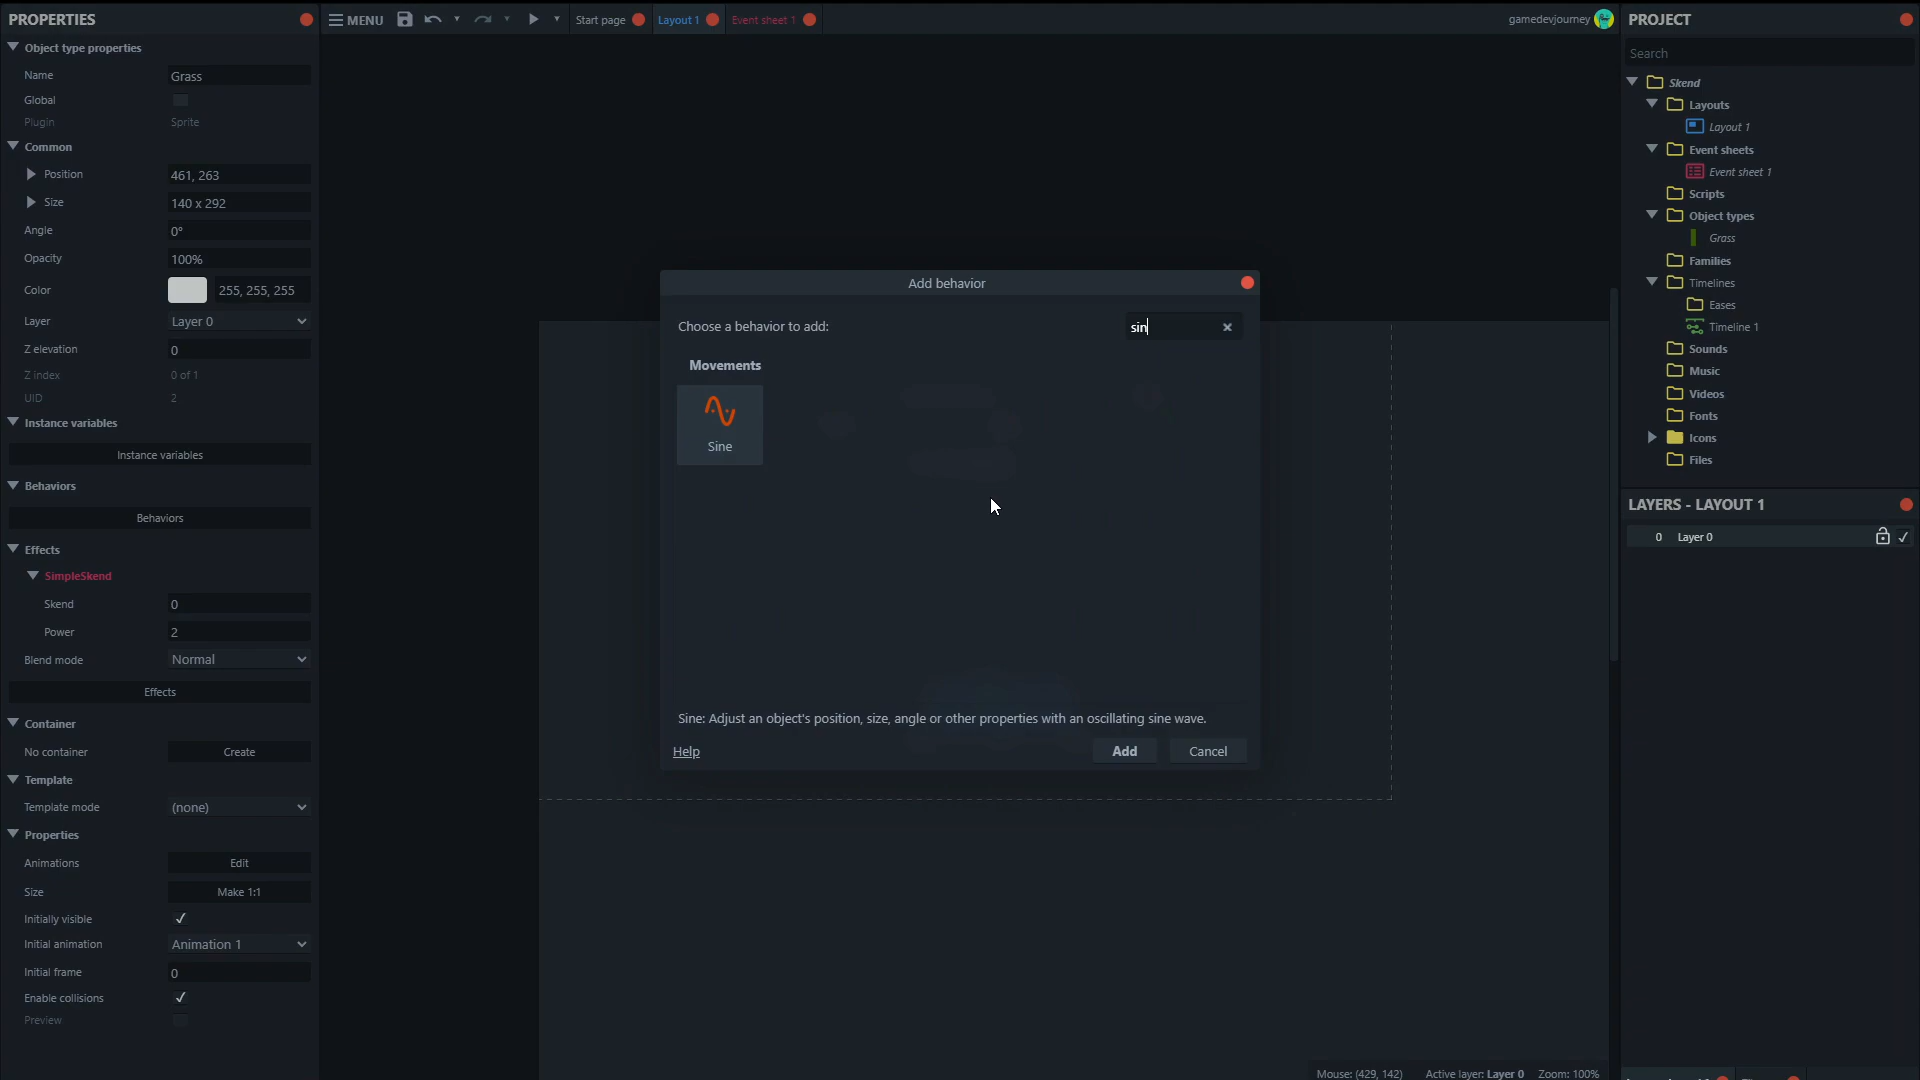 PROPERTIES
Object type properties
Name Grass
Global
Plugin Sprite
Common
Position 461, 263
Size 140 x 292
Angle 0°
Opacity 100%
Color 255, 255, 255
Layer Layer 0
Z elevation 0
Z index 0 of 1
UID 2
Instance variables
Instance variables
Behaviors
Behaviors
Effects
SimpleSkend
Skend 0
Power 2
Blend mode Normal
Effects
Container
No container Create
Template
Template mode (none)
Properties
Animations Edit
Size Make 1:1
Initially visible
Initial animation Animation 1
Initial frame 0
Enable collisions
Preview
MENU Start page Layout 1 Event sheet 1 gamedevjourney
Add behavior
Choose a behavior to add: sin
Movements
Sine
Sine: Adjust an object's position, size, angle or other properties with an oscillating sine wave.
Help Add Cancel
Mouse: (429, 142) Active layer: Layer 0 Zoom: 100%
PROJECT
Search
Skend
Layouts
Layout 1
Event sheets
Event sheet 1
Scripts
Object types
Grass
Families
Timelines
Eases
Timeline 1
Sounds
Music
Videos
Fonts
Icons
Files
LAYERS - LAYOUT 1
0 Layer 0